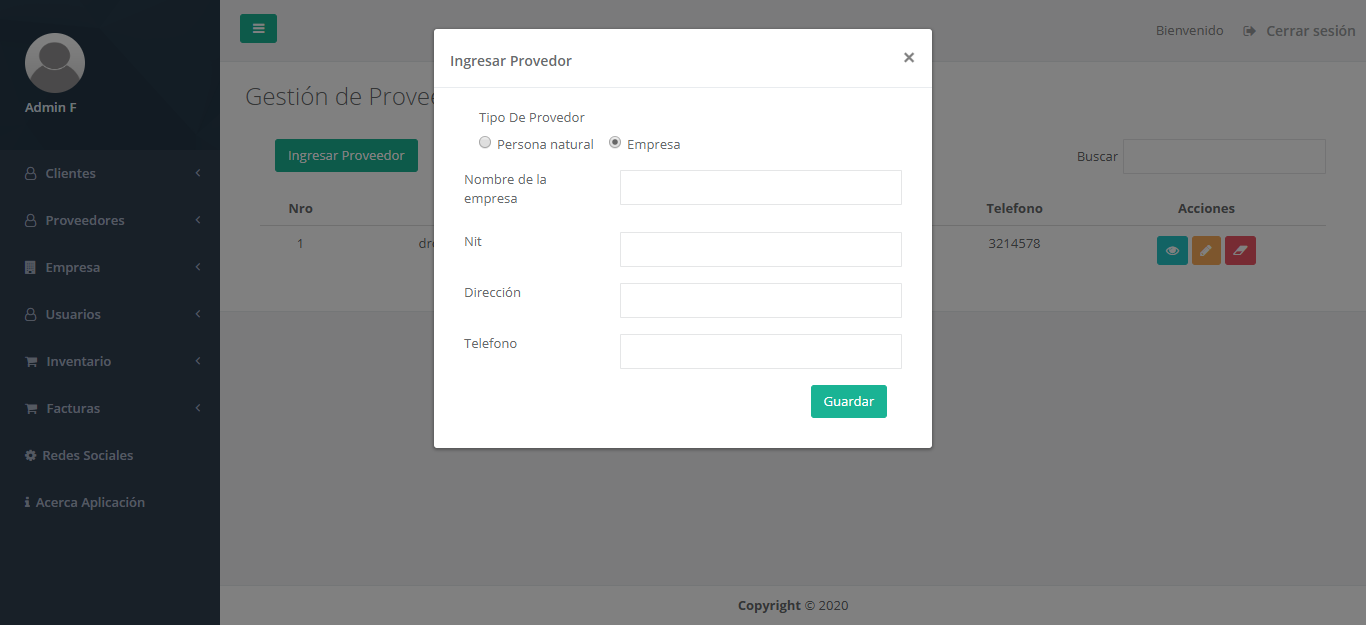 Bienvenido Cerrar sesión
Admin F
Clientes
Proveedores
Empresa
Usuarios
Inventario
Facturas
Redes Sociales
Acerca Aplicación
Gestión de
Ingresar Proveedor
Buscar
Nro Telefono Acciones
1 3214578
Ingresar Provedor ×
Tipo De Provedor
Persona natural Empresa
Nombre de la
empresa
Nit
Dirección
Telefono
Guardar
Copyright © 2020